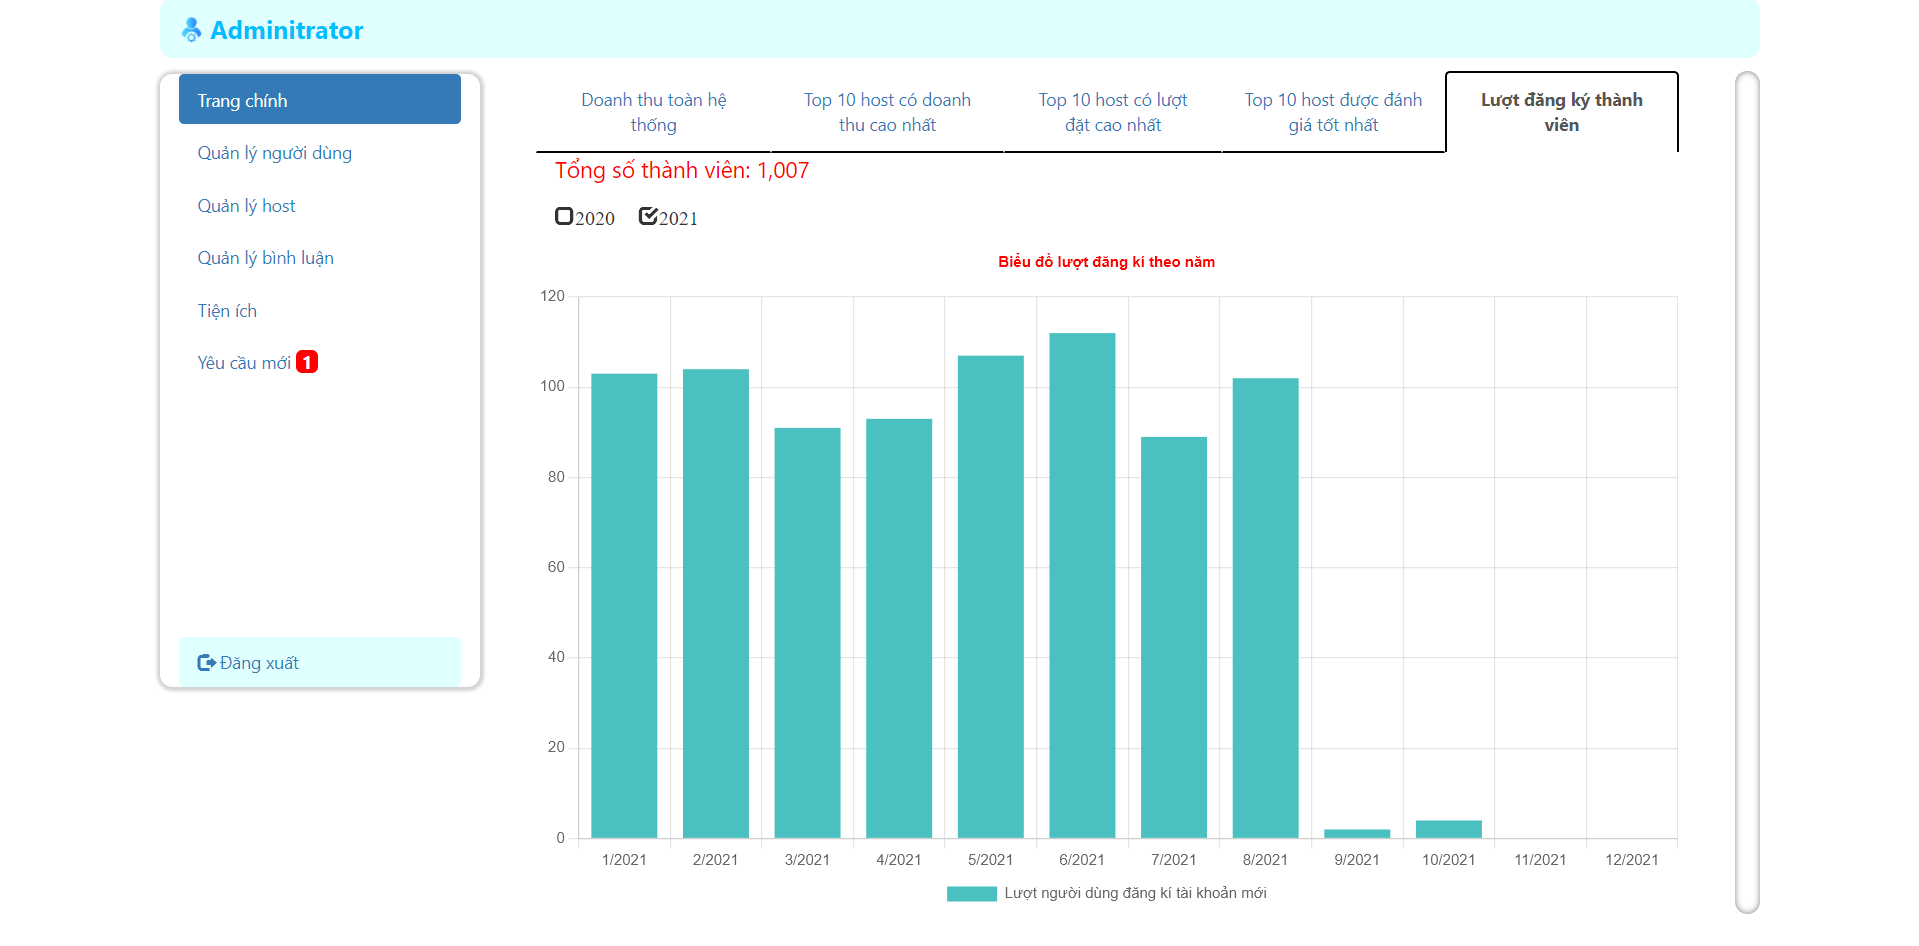 Adminitrator
Trang chính
Quản lý người dùng
Quản lý host
Quản lý bình luận
Tiện ích
Yêu cầu mới 1
Đăng xuất
Doanh thu toàn hệ
thống
Top 10 host có doanh
thu cao nhất
Top 10 host có lượt
đặt cao nhất
Top 10 host được đánh
giá tốt nhất
Lượt đăng ký thành
viên
Tổng số thành viên: 1,007
2020 2021
Biểu đồ lượt đăng kí theo năm
120
100
80
60
40
20
0
1/2021 2/2021 3/2021 4/2021 5/2021 6/2021 7/2021 8/2021 9/2021 10/2021 11/2021 12/2021
Lượt người dùng đăng kí tài khoản mới